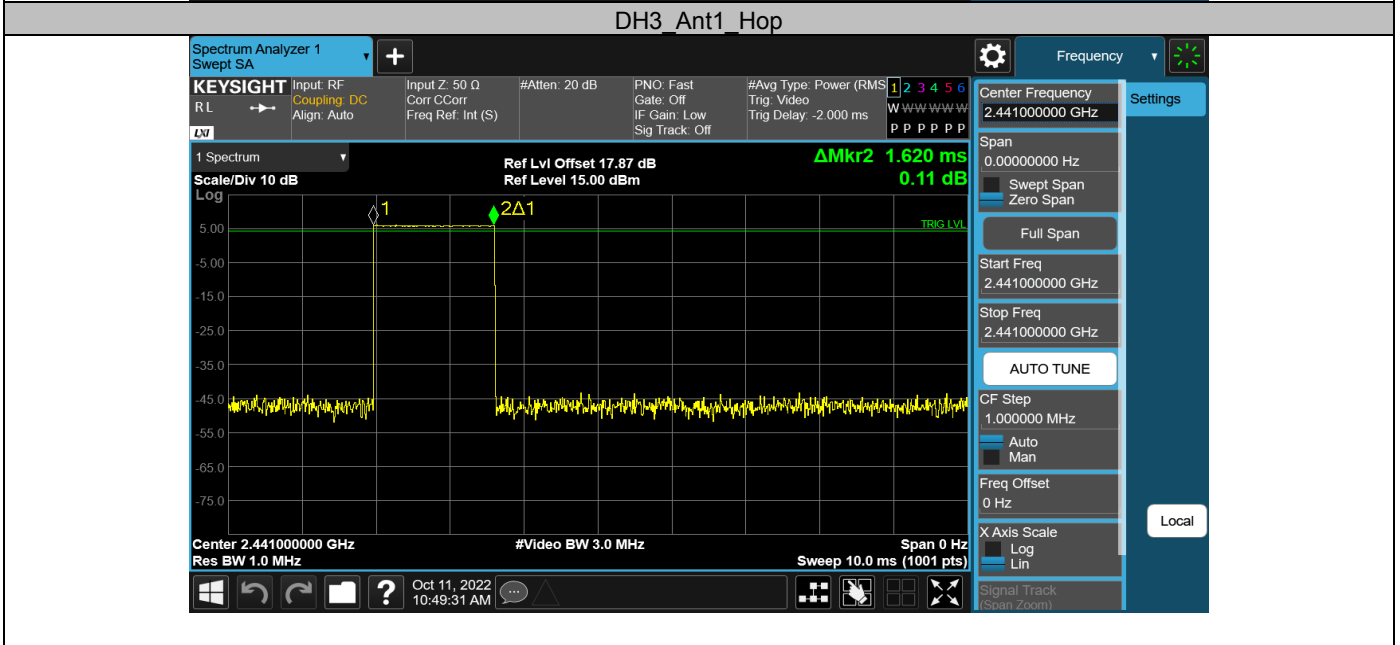 DH3_Ant1_Hop
Spectrum Analyzer 1
Swept SA
Frequency
KEYSIGHT
RL
LXI
Input: RF
Coupling: DC
Align: Auto
Input Z: 50 Ω
Corr CCorr
Freq Ref: Int (S)
#Atten: 20 dB
PNO: Fast
Gate: Off
IF Gain: Low
Sig Track: Off
#Avg Type: Power (RMS
Trig: Video
Trig Delay: -2.000 ms
1 2 3 4 5 6
W W W W W W
P P P P P P
1 Spectrum
Scale/Div 10 dB
Log
Ref Lvl Offset 17.87 dB
Ref Level 15.00 dBm
ΔMkr2 1.620 ms
0.11 dB
1
2Δ1
TRIG LVL
5.00
-5.00
-15.0
-25.0
-35.0
-45.0
-55.0
-65.0
-75.0
Center 2.441000000 GHz
Res BW 1.0 MHz
#Video BW 3.0 MHz
Span 0 Hz
Sweep 10.0 ms (1001 pts)
Center Frequency
2.441000000 GHz
Settings
Span
0.00000000 Hz
Swept Span
Zero Span
Full Span
Start Freq
2.441000000 GHz
Stop Freq
2.441000000 GHz
AUTO TUNE
CF Step
1.000000 MHz
Auto
Man
Freq Offset
0 Hz
X Axis Scale
Log
Lin
Local
Signal Track
(Span Zoom)
?
Oct 11, 2022
10:49:31 AM